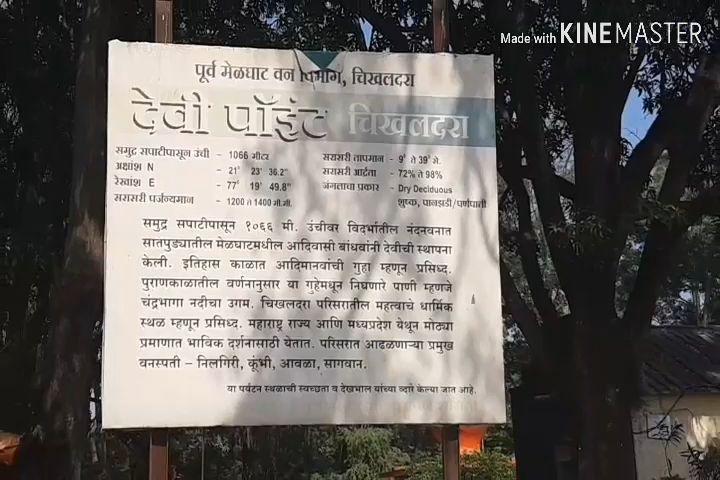 Made with KINEMASTER
पूर्व मेळघाट वन विभाग, चिखलदरा
देवी पॉइंट चिखलदरा
समुद्र सपाटीपासून उंची - 1066 मीटर सरासरी तापमान - 9° ते 39° से.
अक्षांश N - 21° 23' 36.2" सरासरी आर्द्रता - 72% ते 98%
रेखांश E - 77° 19' 49.8" जंगलाचा प्रकार - Dry Deciduous
सरासरी पर्जन्यमान - 1200 ते 1400 मी.मी. शुष्क, पानझडी/पर्णपाती
समुद्र सपाटीपासून १०६६ मी. उंचीवर विदर्भातील नंदनवनात
सातपुड्यातील मेळघाटमधील आदिवासी बांधवांनी देवीची स्थापना
केली. इतिहास काळात आदिमानवांची गुहा म्हणून प्रसिध्द.
पुराणकाळातील वर्णनानुसार या गुहेमधून निघणारे पाणी म्हणजे
चंद्रभागा नदीचा उगम. चिखलदरा परिसरातील महत्वाचे धार्मिक
स्थळ म्हणून प्रसिध्द. महाराष्ट्र राज्य आणि मध्यप्रदेश येथून मोठ्या
प्रमाणात भाविक दर्शनासाठी येतात. परिसरात आढळणाऱ्या प्रमुख
वनस्पती – निलगिरी, कूंभी, आवळा, सागवान.
या पर्यटन स्थळाची स्वच्छता व देखभाल यांच्या व्दारे केल्या जात आहे.